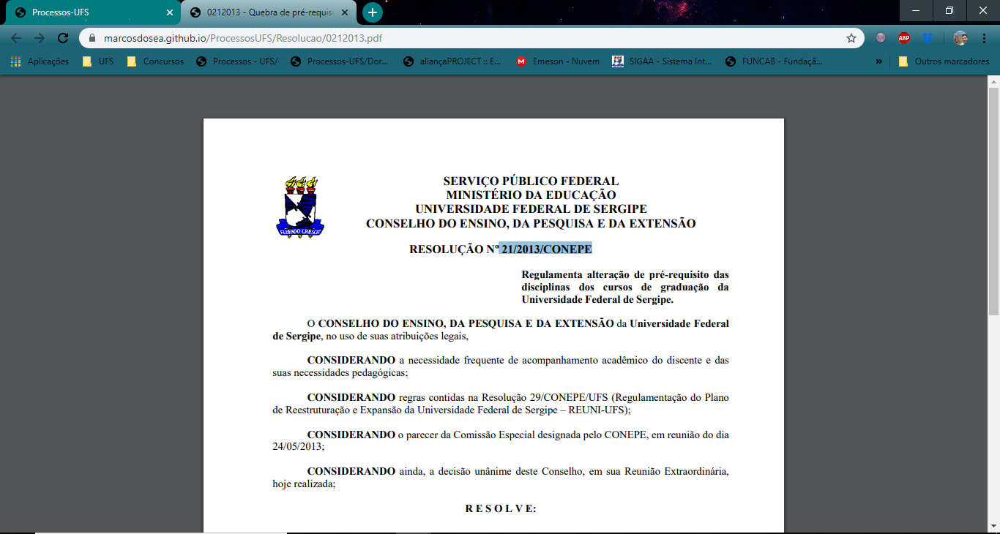 Processos-UFS
0212013 - Quebra de pré-requisi
marcosdosea.github.io/ProcessosUFS/Resolucao/0212013.pdf
ABP
Aplicações
UFS
Concursos
Processos - UFS/
Processos-UFS/Dor...
aliançaPROJECT :: E...
M
Emeson - Nuvem
SIGAA - Sistema Int...
FUNCAB - Fundaçã...
»
Outros marcadores
SERVIÇO PÚBLICO FEDERAL
MINISTÉRIO DA EDUCAÇÃO
UNIVERSIDADE FEDERAL DE SERGIPE
CONSELHO DO ENSINO, DA PESQUISA E DA EXTENSÃO
RESOLUÇÃO Nº 21/2013/CONEPE
Regulamenta alteração de pré-requisito das
disciplinas dos cursos de graduação da
Universidade Federal de Sergipe.
O CONSELHO DO ENSINO, DA PESQUISA E DA EXTENSÃO da Universidade Federal
de Sergipe, no uso de suas atribuições legais,
CONSIDERANDO a necessidade frequente de acompanhamento acadêmico do discente e das
suas necessidades pedagógicas;
CONSIDERANDO regras contidas na Resolução 29/CONEPE/UFS (Regulamentação do Plano
de Reestruturação e Expansão da Universidade Federal de Sergipe – REUNI-UFS);
CONSIDERANDO o parecer da Comissão Especial designada pelo CONEPE, em reunião do dia
24/05/2013;
CONSIDERANDO ainda, a decisão unânime deste Conselho, em sua Reunião Extraordinária,
hoje realizada;
R E S O L V E: